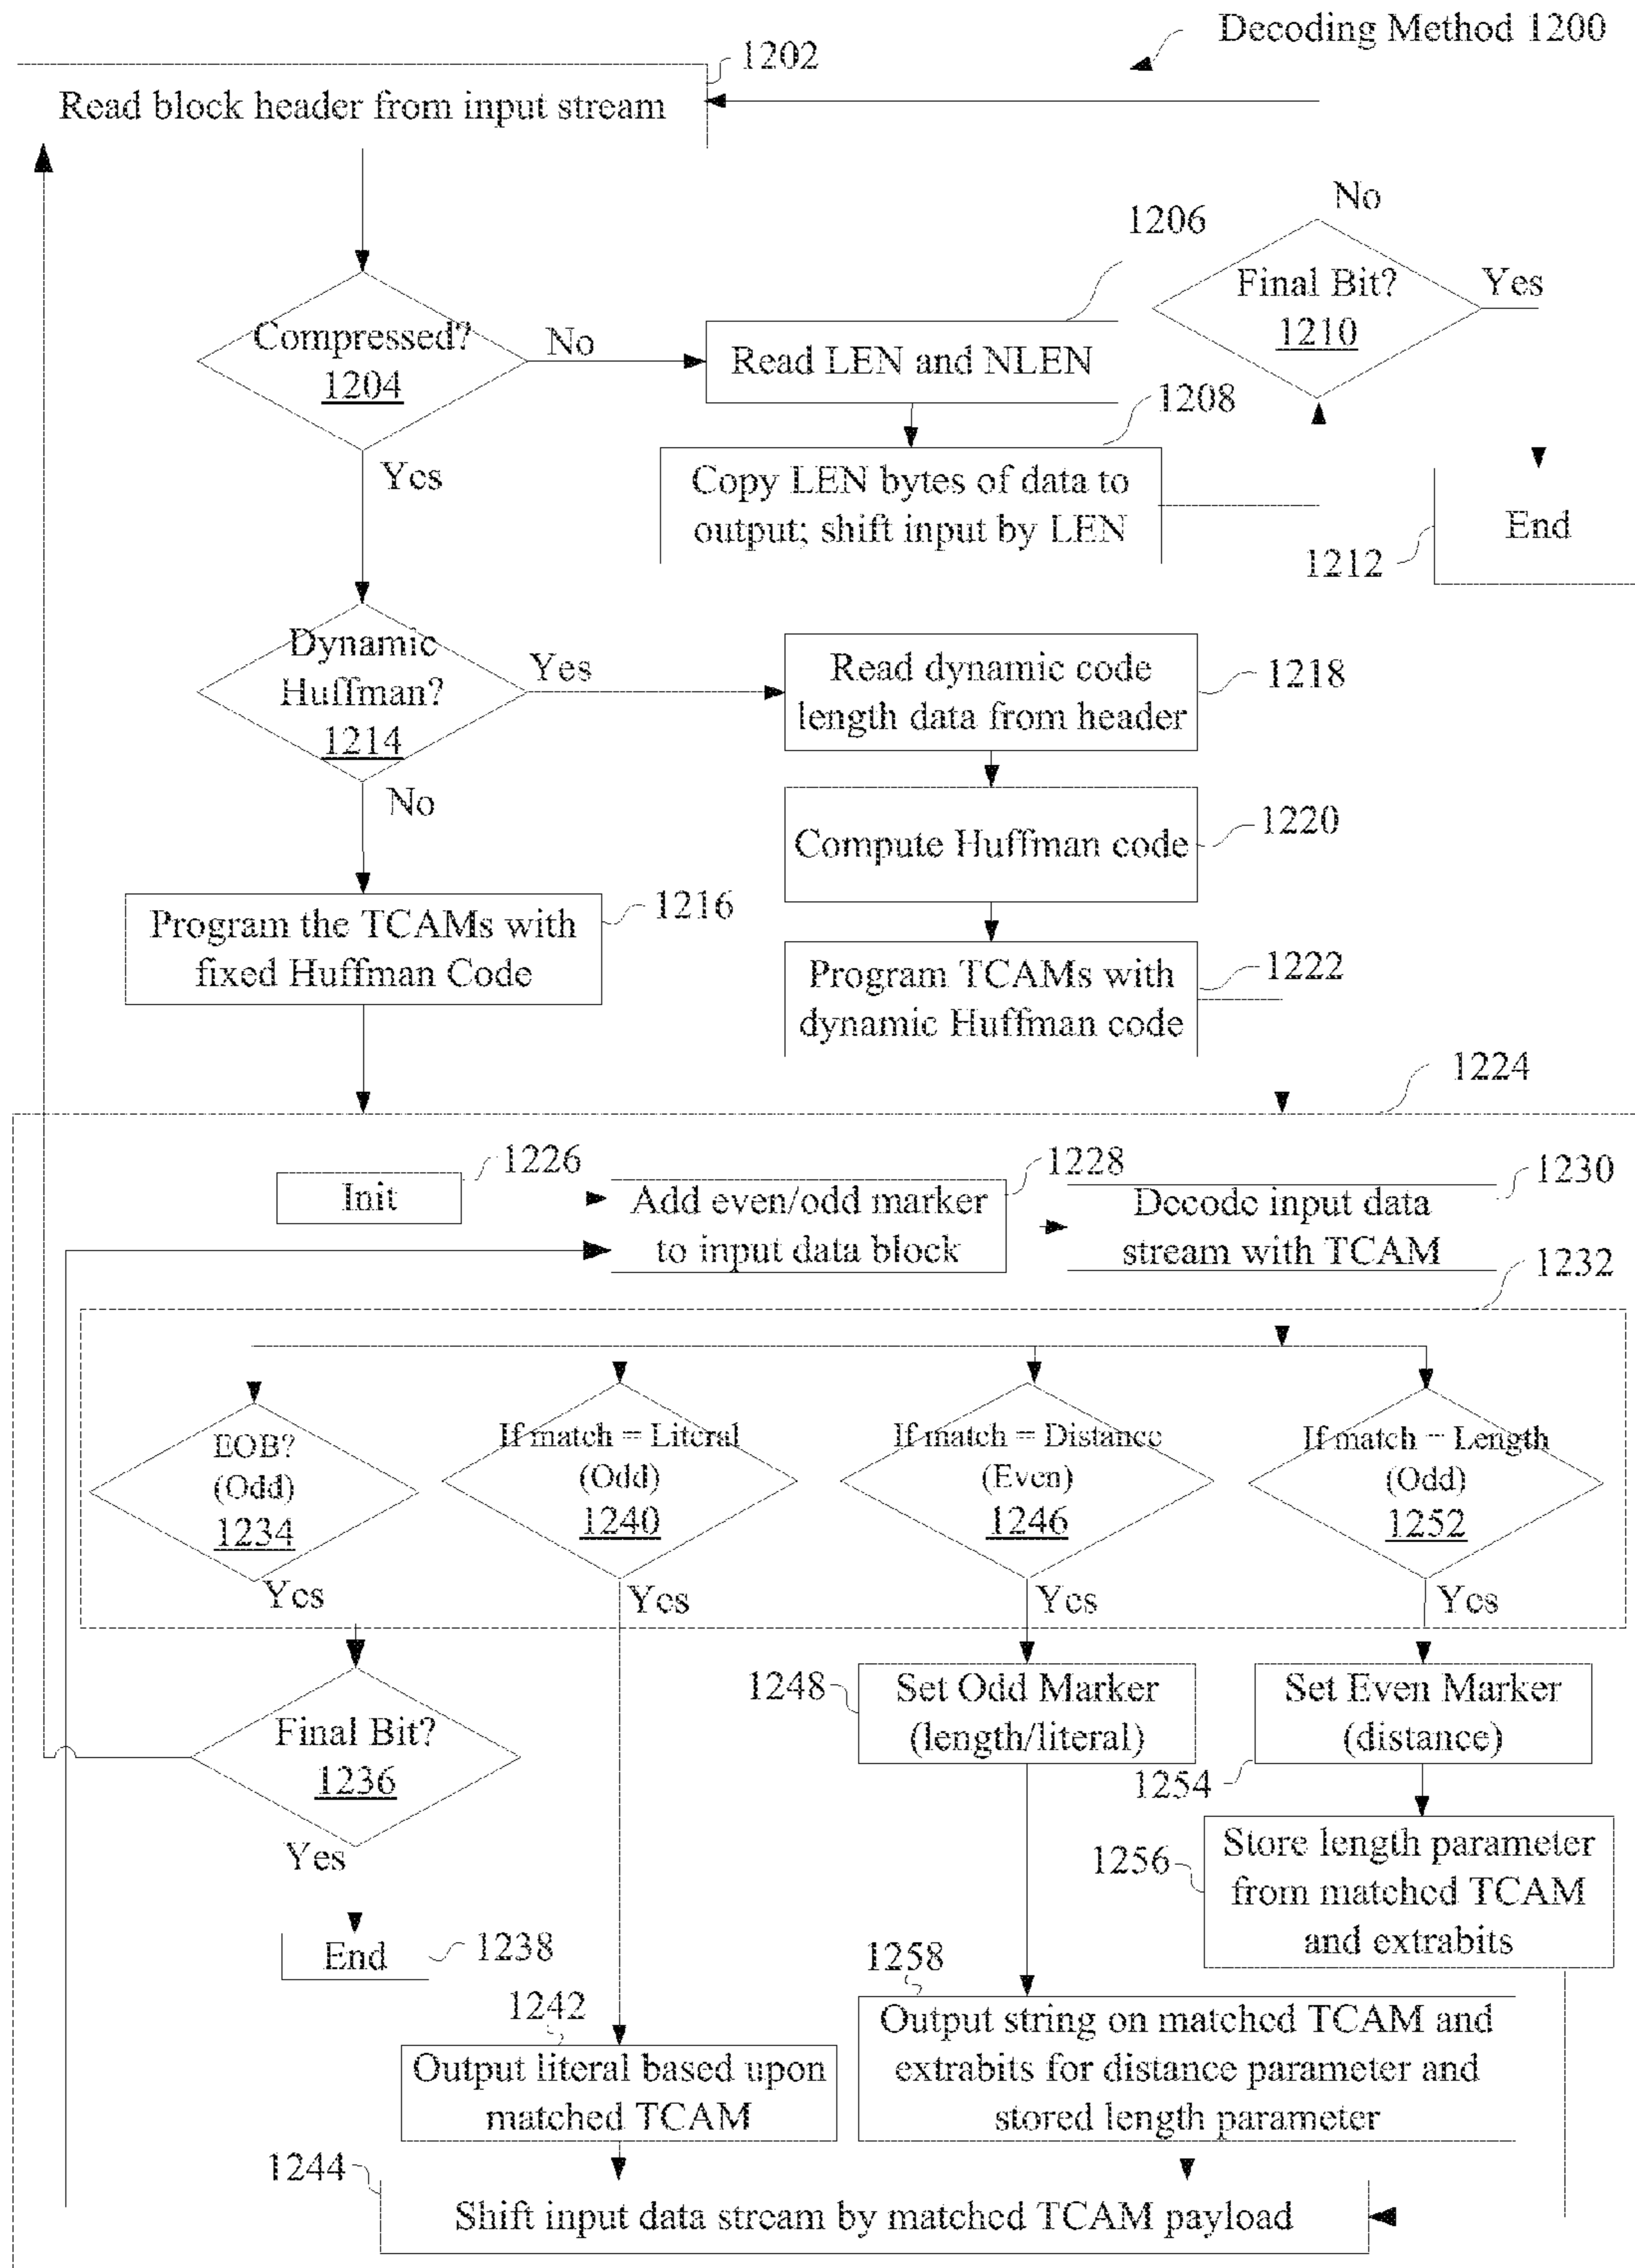 Decoding Method 1200
1202
Read block header from input stream
No
1206
Final Bit?
1210
Yes
Compressed?
1204
No
Read LEN and NLEN
1208
Yes
Copy LEN bytes of data to
output; shift input by LEN
End
1212
Dynamic
Huffman?
1214
Yes
Read dynamic code
length data from header
1218
No
Compute Huffman code
1220
Program the TCAMs with
fixed Huffman Code
1216
Program TCAMs with
dynamic Huffman code
1222
1224
Init
1226
Add even/odd marker
to input data block
1228
Decode input data
stream with TCAM
1230
1232
EOB?
(Odd)
1234
Yes
If match = Literal
(Odd)
1240
Yes
If match = Distance
(Even)
1246
Yes
If match = Length
(Odd)
1252
Yes
1248
Set Odd Marker
(length/literal)
Set Even Marker
(distance)
1254
Final Bit?
1236
Yes
1256
Store length parameter
from matched TCAM
and extrabits
End
1238
1258
Output string on matched TCAM and
extrabits for distance parameter and
stored length parameter
1242
Output literal based upon
matched TCAM
1244
Shift input data stream by matched TCAM payload